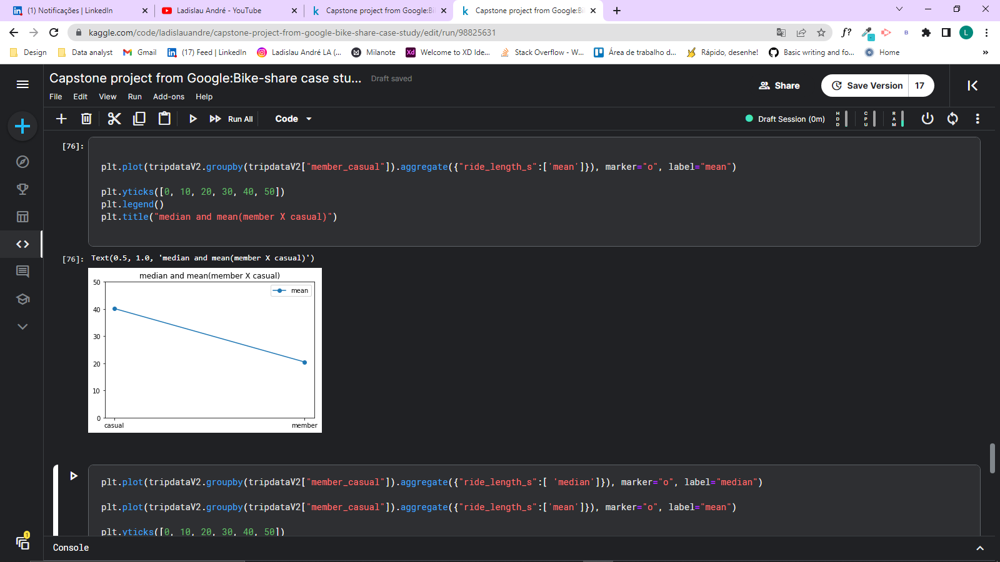 (1) Notificações | LinkedIn
Ladislau André - YouTube
Capstone project from Google:Bi
Capstone project from Google:Bi
kaggle.com/code/ladislauandre/capstone-project-from-google-bike-share-case-study/edit/run/98825631
Design
Data analyst
Gmail
(17) Feed | LinkedIn
Ladislau André LA (...
Milanote
Welcome to XD Ide...
Stack Overflow - W...
Área de trabalho d...
Rápido, desenhe!
Basic writing and fo...
Home
Capstone project from Google:Bike-share case stu...
Draft saved
Share
Save Version
17
File Edit View Run Add-ons Help
Run All
Code
Draft Session (0m)
HDD
CPU
RAM
[76]:
plt.plot(tripdataV2.groupby(tripdataV2["member_casual"]).aggregate({"ride_length_s":['mean']}), marker="o", label="mean")
plt.yticks([0, 10, 20, 30, 40, 50])
plt.legend()
plt.title("median and mean(member X casual)")
[76]: Text(0.5, 1.0, 'median and mean(member X casual)')
median and mean(member X casual)
mean
50
40
30
20
10
0
casual
member
plt.plot(tripdataV2.groupby(tripdataV2["member_casual"]).aggregate({"ride_length_s":[ 'median']}), marker="o", label="median")
plt.plot(tripdataV2.groupby(tripdataV2["member_casual"]).aggregate({"ride_length_s":['mean']}), marker="o", label="mean")
plt.yticks([0, 10, 20, 30, 40, 50])
1
Console